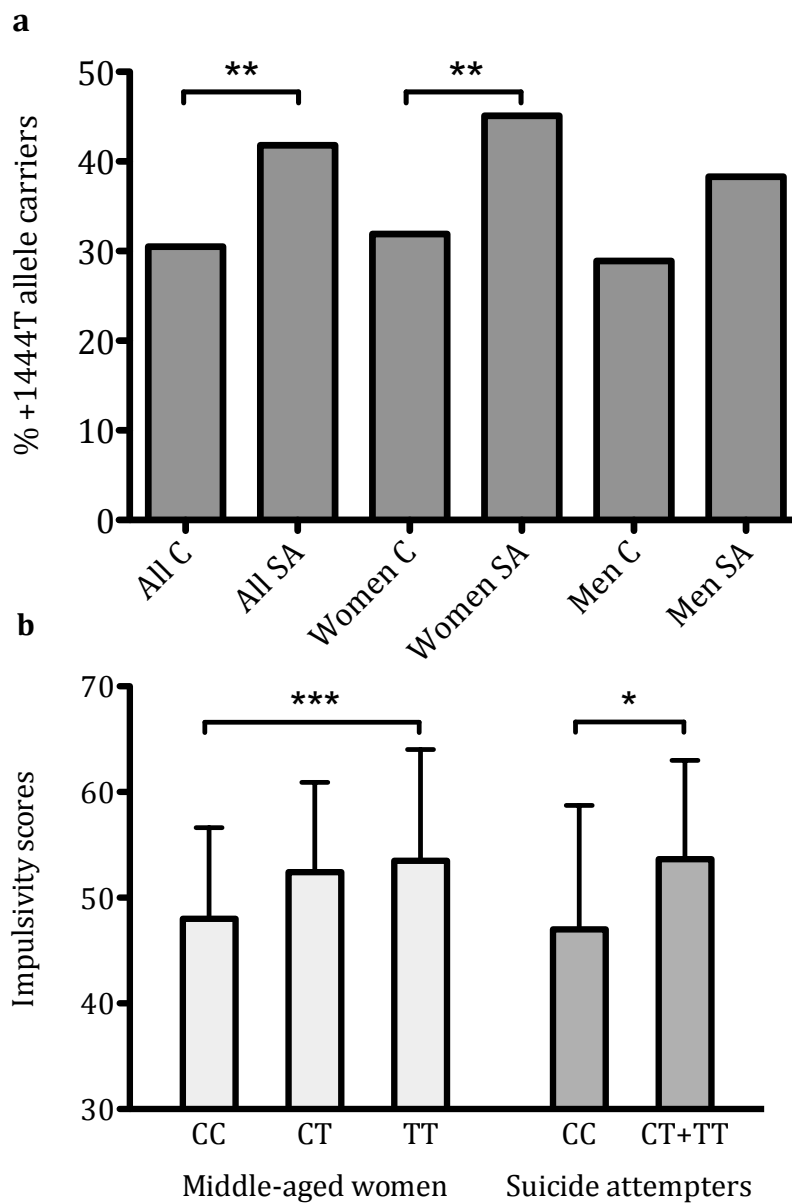 a
% +1444T allele carriers
50
40
30
20
10
0
** **
All C All SA Women C Women SA Men C Men SA
b
Impulsivity scores
70
60
50
40
30
*** *
CC CT TT CC CT+TT
Middle-aged women Suicide attempters